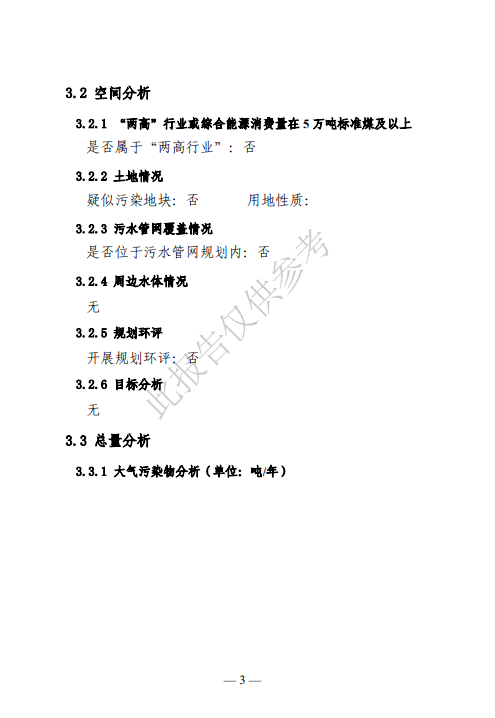 3.2 空间分析
3.2.1 “两高”行业或综合能源消费量在 5 万吨标准煤及以上
是否属于“两高行业”：否
3.2.2 土地情况
疑似污染地块：否 用地性质：
3.2.3 污水管网覆盖情况
是否位于污水管网规划内：否
3.2.4 周边水体情况
无
3.2.5 规划环评
开展规划环评：否
3.2.6 目标分析
无
3.3 总量分析
3.3.1 大气污染物分析（单位：吨/年）
此报告仅供参考
— 3 —